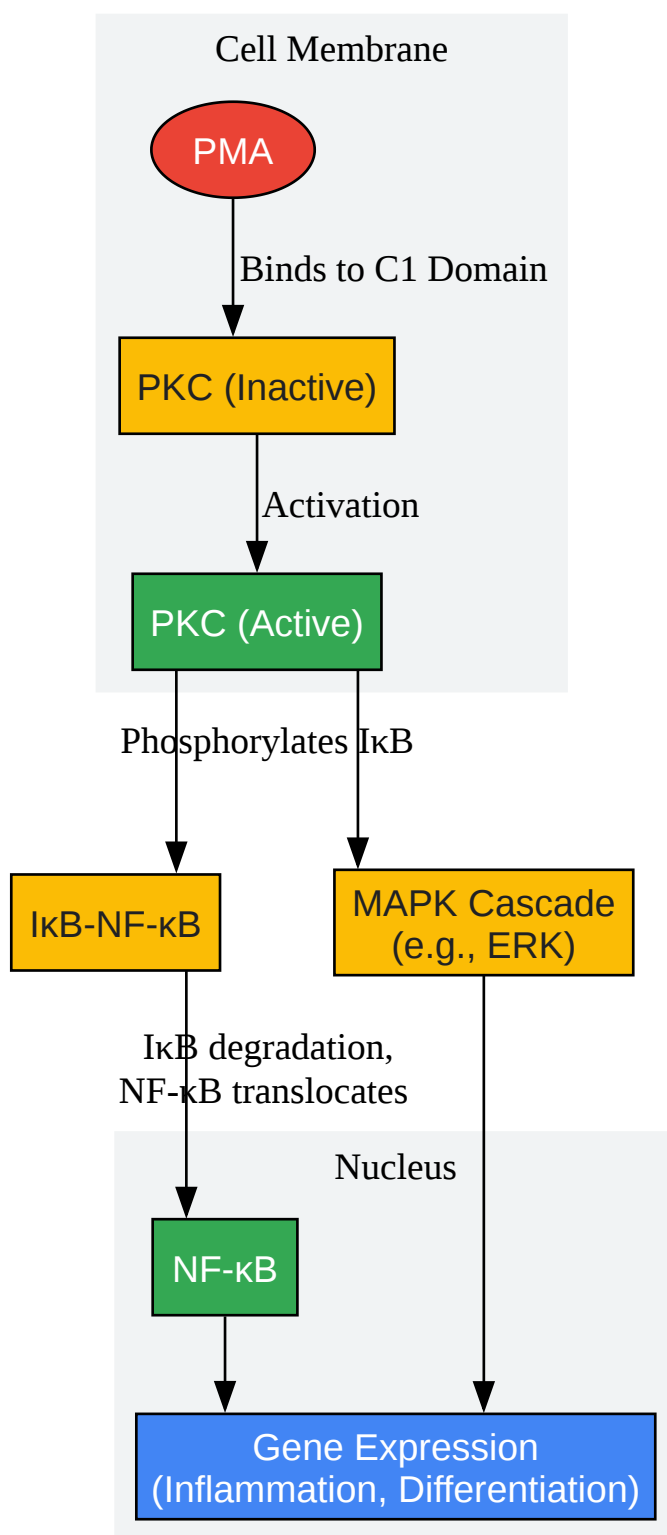 Cell Membrane
PMA
Binds to C1 Domain
PKC (Inactive)
Activation
PKC (Active)
Phosphorylates IκB
IκB-NF-κB
MAPK Cascade
(e.g., ERK)
IκB degradation,
NF-κB translocates
Nucleus
NF-κB
Gene Expression
(Inflammation, Differentiation)